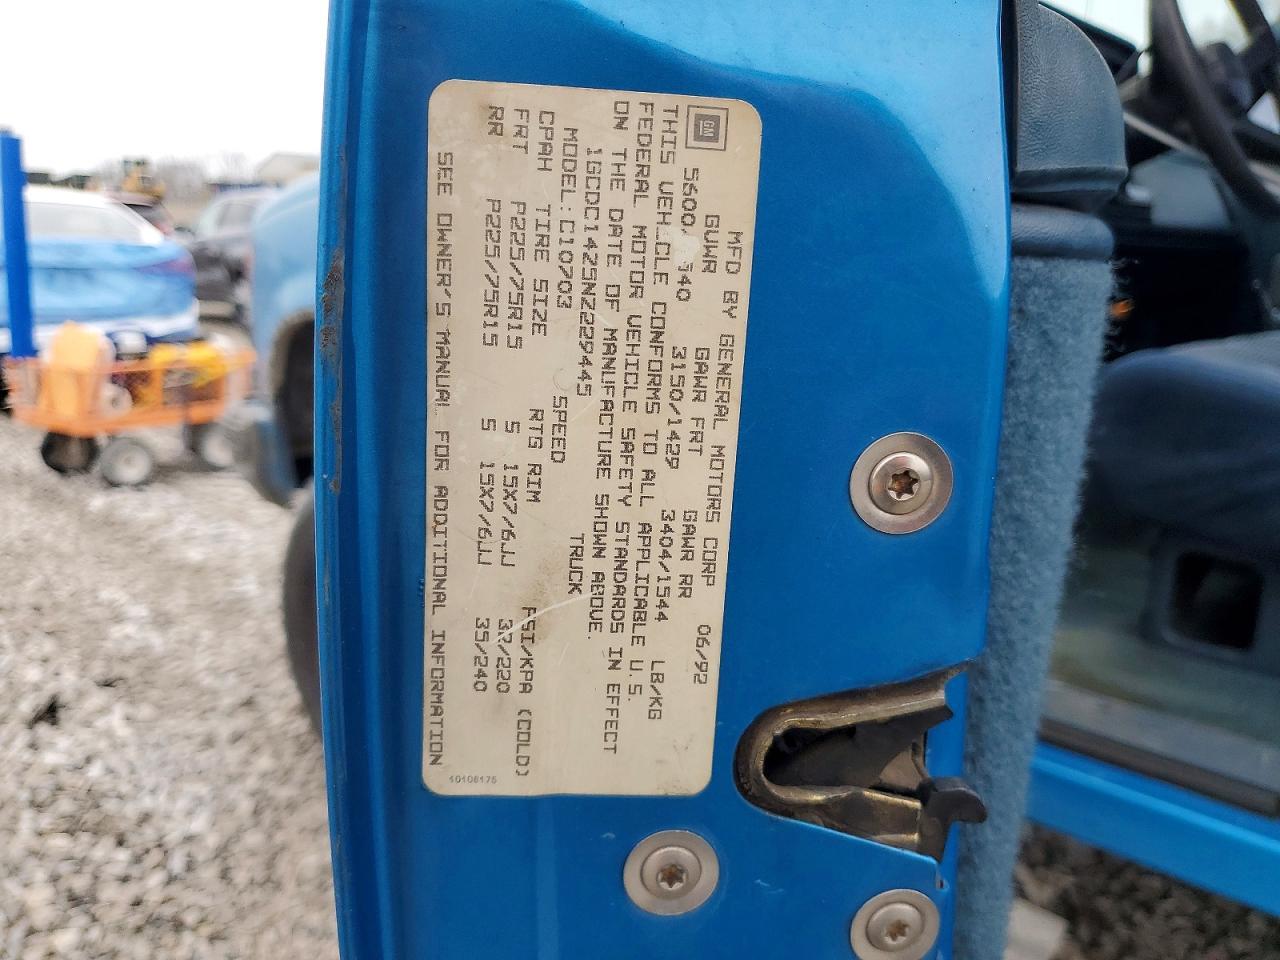 GM
MFD BY GENERAL MOTORS CORP 06/92
GVWR GAWR FRT GAWR RR
5600/ 340 3150/1429 3404/1544 LB/KG
THIS VEHICLE CONFORMS TO ALL APPLICABLE U.S.
FEDERAL MOTOR VEHICLE SAFETY STANDARDS IN EFFECT
ON THE DATE OF MANUFACTURE SHOWN ABOVE.
1GCDC14Z5NZ229445 TRUCK
MODEL: C10703 SPEED
CPAH TIRE SIZE RTG RIM PSI/KPA (COLD)
FRT P225/75R15 S 15X7/6JJ 32/220
RR P225/75R15 S 15X7/6JJ 35/240
SEE OWNER'S MANUAL FOR ADDITIONAL INFORMATION
10108175